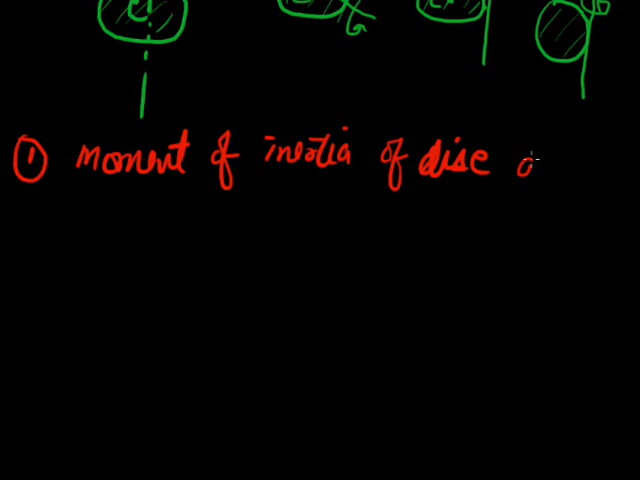 ① moment of inertia of disc